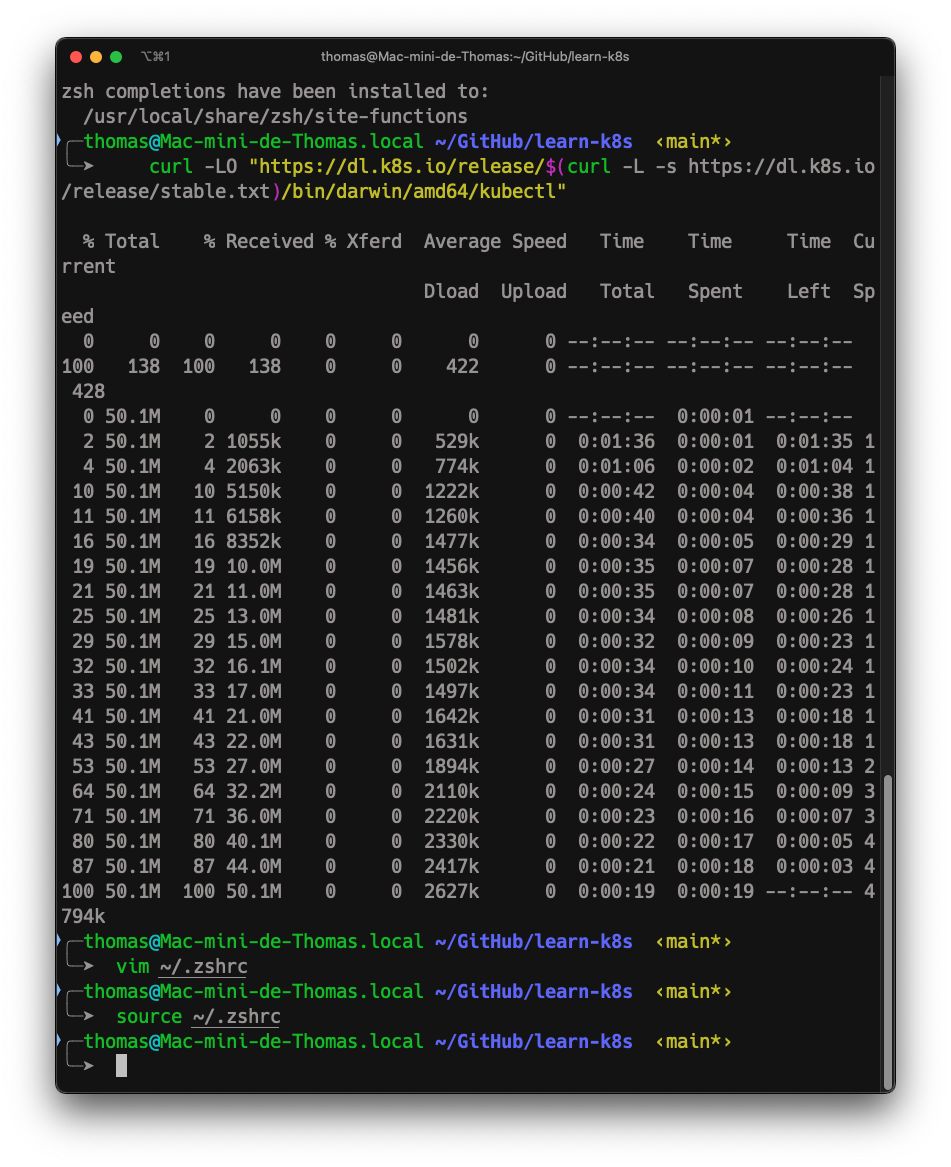 ⌥⌘1 thomas@Mac-mini-de-Thomas:~/GitHub/learn-k8s
zsh completions have been installed to:
  /usr/local/share/zsh/site-functions
╭─thomas@Mac-mini-de-Thomas.local ~/GitHub/learn-k8s  ‹main*›
╰─➤     curl -LO "https://dl.k8s.io/release/$(curl -L -s https://dl.k8s.io
/release/stable.txt)/bin/darwin/amd64/kubectl"
  % Total    % Received % Xferd  Average Speed   Time    Time     Time  Cu
rrent
                                 Dload  Upload   Total   Spent    Left  Sp
eed
  0     0    0     0    0     0      0      0 --:--:-- --:--:-- --:--:--
100   138  100   138    0     0    422      0 --:--:-- --:--:-- --:--:--
 428
  0 50.1M    0     0    0     0      0      0 --:--:--  0:00:01 --:--:--
  2 50.1M    2 1055k    0     0   529k      0  0:01:36  0:00:01  0:01:35 1
  4 50.1M    4 2063k    0     0   774k      0  0:01:06  0:00:02  0:01:04 1
 10 50.1M   10 5150k    0     0  1222k      0  0:00:42  0:00:04  0:00:38 1
 11 50.1M   11 6158k    0     0  1260k      0  0:00:40  0:00:04  0:00:36 1
 16 50.1M   16 8352k    0     0  1477k      0  0:00:34  0:00:05  0:00:29 1
 19 50.1M   19 10.0M    0     0  1456k      0  0:00:35  0:00:07  0:00:28 1
 21 50.1M   21 11.0M    0     0  1463k      0  0:00:35  0:00:07  0:00:28 1
 25 50.1M   25 13.0M    0     0  1481k      0  0:00:34  0:00:08  0:00:26 1
 29 50.1M   29 15.0M    0     0  1578k      0  0:00:32  0:00:09  0:00:23 1
 32 50.1M   32 16.1M    0     0  1502k      0  0:00:34  0:00:10  0:00:24 1
 33 50.1M   33 17.0M    0     0  1497k      0  0:00:34  0:00:11  0:00:23 1
 41 50.1M   41 21.0M    0     0  1642k      0  0:00:31  0:00:13  0:00:18 1
 43 50.1M   43 22.0M    0     0  1631k      0  0:00:31  0:00:13  0:00:18 1
 53 50.1M   53 27.0M    0     0  1894k      0  0:00:27  0:00:14  0:00:13 2
 64 50.1M   64 32.2M    0     0  2110k      0  0:00:24  0:00:15  0:00:09 3
 71 50.1M   71 36.0M    0     0  2220k      0  0:00:23  0:00:16  0:00:07 3
 80 50.1M   80 40.1M    0     0  2330k      0  0:00:22  0:00:17  0:00:05 4
 87 50.1M   87 44.0M    0     0  2417k      0  0:00:21  0:00:18  0:00:03 4
100 50.1M  100 50.1M    0     0  2627k      0  0:00:19  0:00:19 --:--:-- 4
794k
╭─thomas@Mac-mini-de-Thomas.local ~/GitHub/learn-k8s  ‹main*›
╰─➤  vim ~/.zshrc
╭─thomas@Mac-mini-de-Thomas.local ~/GitHub/learn-k8s  ‹main*›
╰─➤  source ~/.zshrc
╭─thomas@Mac-mini-de-Thomas.local ~/GitHub/learn-k8s  ‹main*›
╰─➤